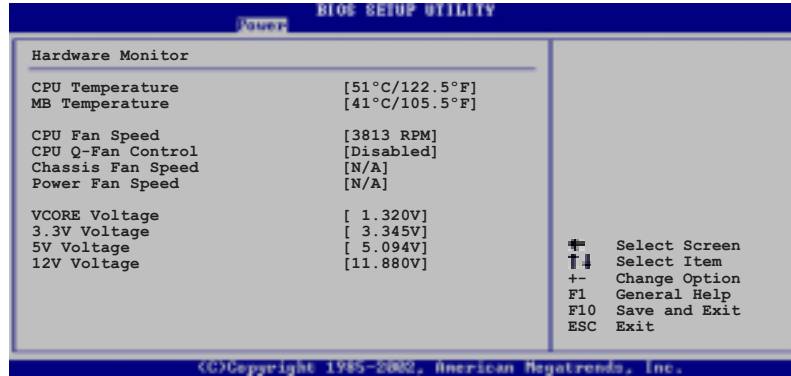 BIOS SETUP UTILITY
Power
Hardware Monitor
CPU Temperature [51°C/122.5°F]
MB Temperature [41°C/105.5°F]
CPU Fan Speed [3813 RPM]
CPU Q-Fan Control [Disabled]
Chassis Fan Speed [N/A]
Power Fan Speed [N/A]
VCORE Voltage [ 1.320V]
3.3V Voltage [ 3.345V]
5V Voltage [ 5.094V]
12V Voltage [11.880V]
Select Screen
↑↓ Select Item
+- Change Option
F1 General Help
F10 Save and Exit
ESC Exit
(C)Copyright 1985-2002, American Megatrends, Inc.